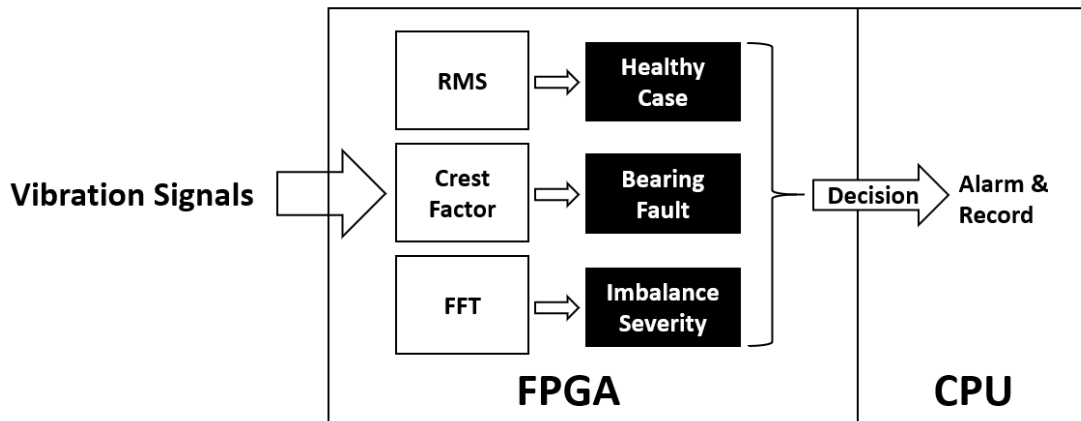 Vibration Signals
RMS
Healthy
Case
Crest
Factor
Bearing
Fault
FFT
Imbalance
Severity
Decision
Alarm &
Record
FPGA
CPU